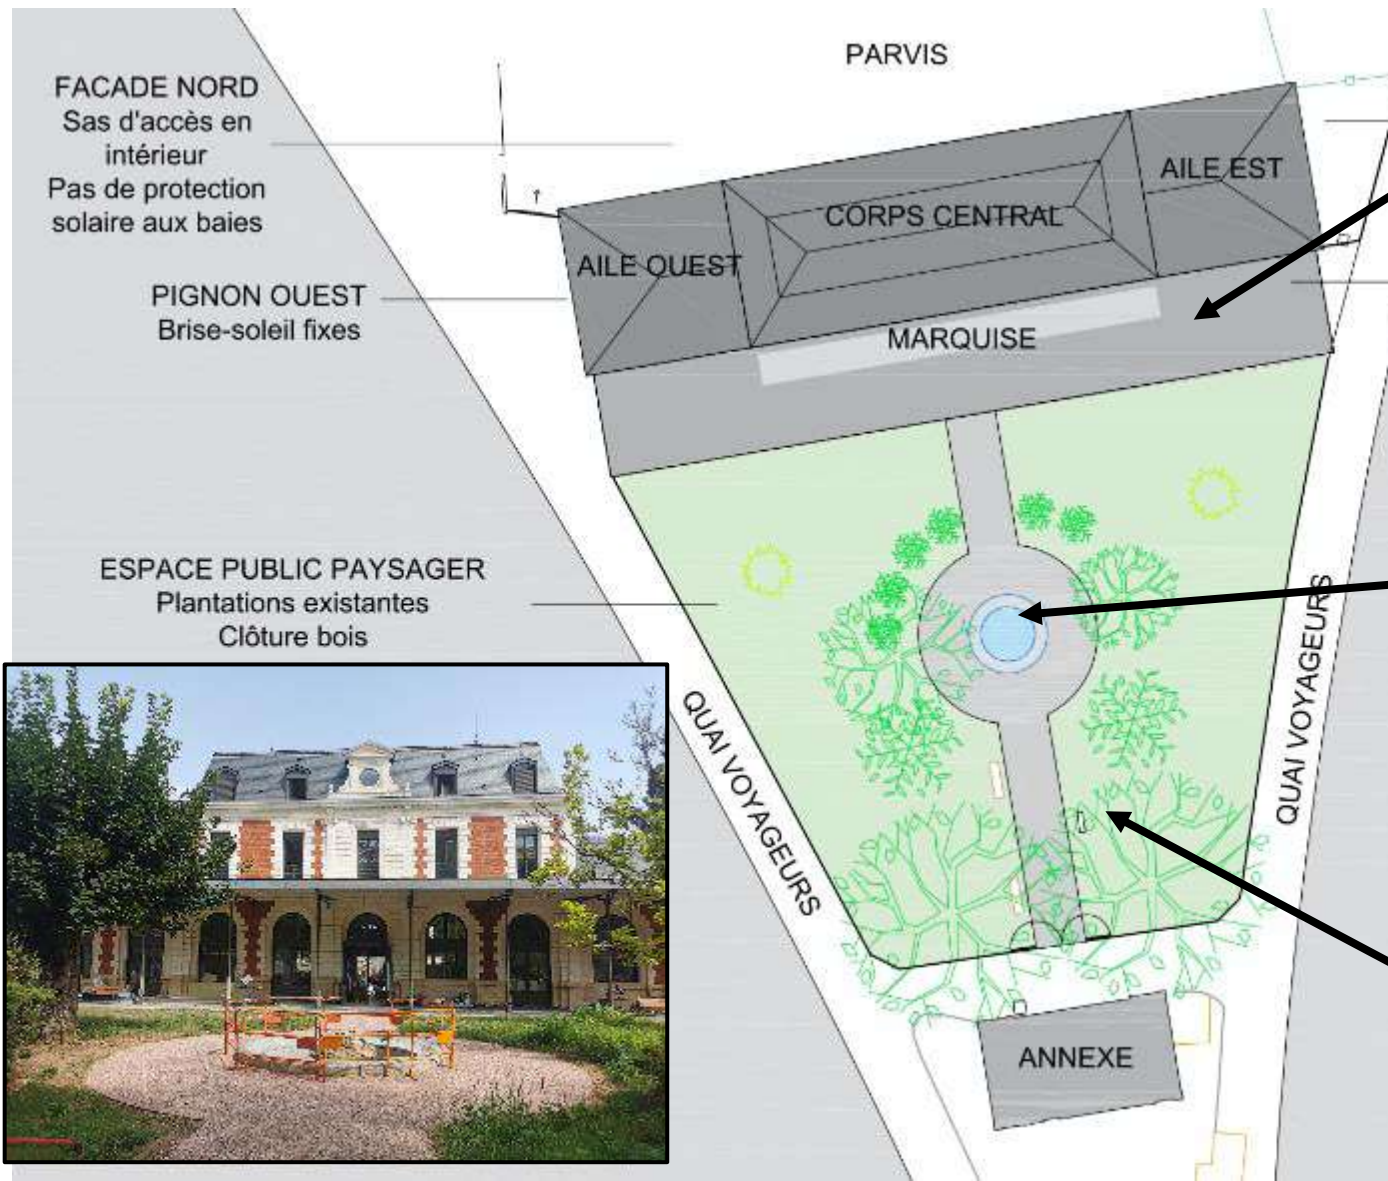 PARVIS
FACADE NORD
Sas d'accès en
intérieur
Pas de protection
solaire aux baies
AILE EST
CORPS CENTRAL
AILE OUEST
PIGNON OUEST
Brise-soleil fixes
MARQUISE
ESPACE PUBLIC PAYSAGER
Plantations existantes
Clôture bois
QUAI VOYAGEURS
QUAI VOYAGEURS
ANNEXE